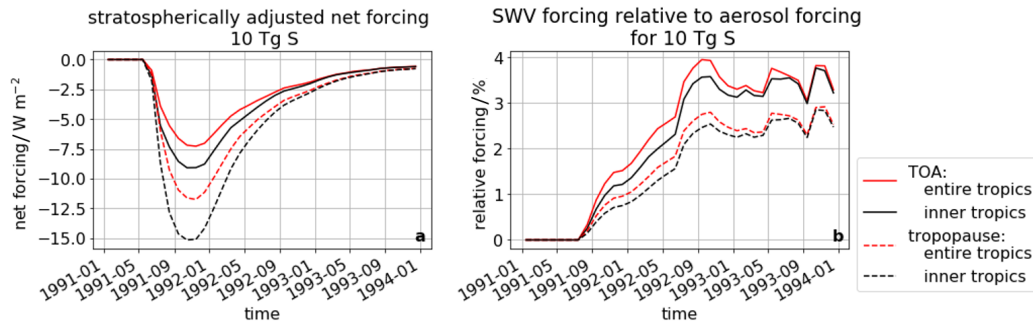 stratospherically adjusted net forcing
10 Tg S
net forcing/W m⁻²
0.0
−2.5
−5.0
−7.5
−10.0
−12.5
−15.0
1991-01
1991-05
1991-09
1992-01
1992-05
1992-09
1993-01
1993-05
1993-09
1994-01
time
a
SWV forcing relative to aerosol forcing
for 10 Tg S
relative forcing/%
4
3
2
1
0
1991-01
1991-05
1991-09
1992-01
1992-05
1992-09
1993-01
1993-05
1993-09
1994-01
time
b
TOA:
entire tropics
inner tropics
tropopause:
entire tropics
inner tropics